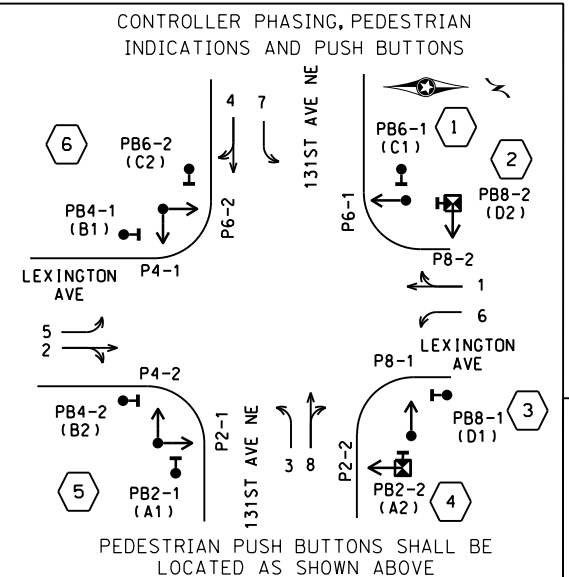 CONTROLLER PHASING, PEDESTRIAN
INDICATIONS AND PUSH BUTTONS
6
PB6-2
(C2)
4
7
131ST AVE NE
PB6-1
(C1)
1
2
PB8-2
(D2)
PB4-1
(B1)
P6-2
P6-1
P4-1
P8-2
LEXINGTON
AVE
1
6
5
2
LEXINGTON
AVE
P4-2
P8-1
PB4-2
(B2)
P2-1
131ST AVE NE
3
8
P2-2
PB8-1
(D1)
3
5
PB2-1
(A1)
PB2-2
(A2)
4
PEDESTRIAN PUSH BUTTONS SHALL BE
LOCATED AS SHOWN ABOVE